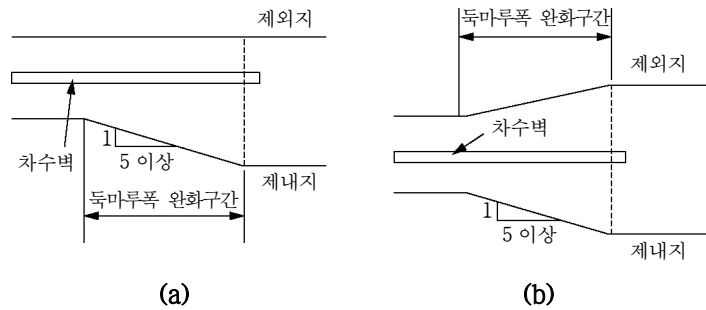 제외지
차수벽
1
5 이상
제내지
둑마루폭 완화구간
(a)
둑마루폭 완화구간
제외지
차수벽
1
5 이상
제내지
(b)